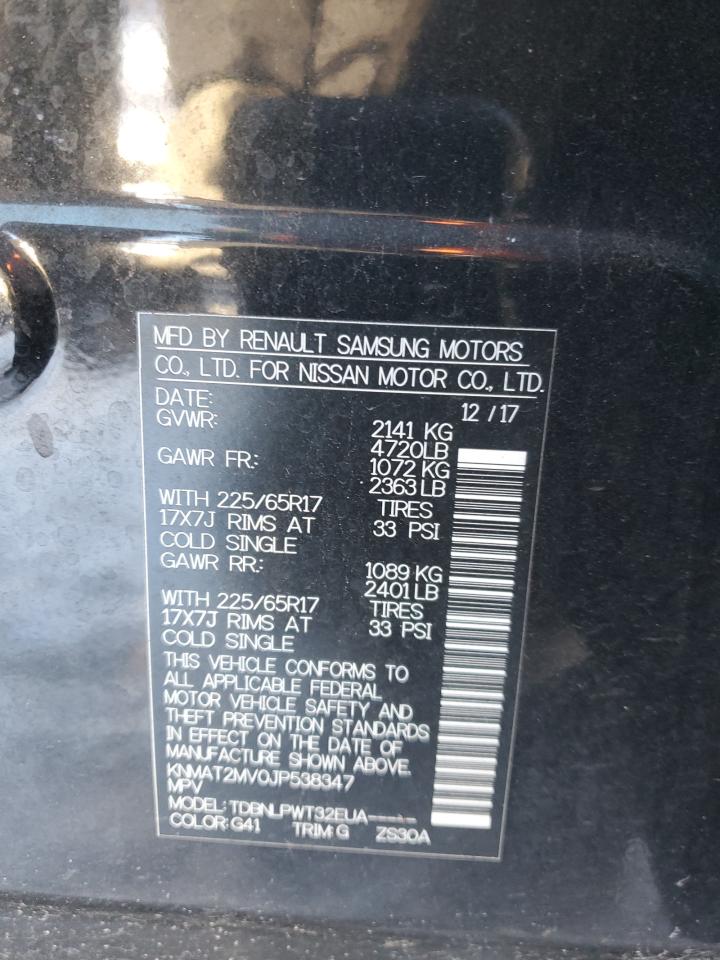 MFD BY RENAULT SAMSUNG MOTORS
CO., LTD. FOR NISSAN MOTOR CO., LTD.
DATE: 12 / 17
GVWR: 2141 KG
4720LB
GAWR FR.: 1072 KG
2363LB
WITH 225/65R17 TIRES
17X7J RIMS AT 33 PSI
COLD SINGLE
GAWR RR.: 1089 KG
2401LB
WITH 225/65R17 TIRES
17X7J RIMS AT 33 PSI
COLD SINGLE
THIS VEHICLE CONFORMS TO
ALL APPLICABLE FEDERAL
MOTOR VEHICLE SAFETY AND
THEFT PREVENTION STANDARDS
IN EFFECT ON THE DATE OF
MANUFACTURE SHOWN ABOVE.
KNMAT2MV0JP538347
MPV
MODEL: TDBNLPWT32EUA-----
COLOR: G41 TRIM: G ZS30A